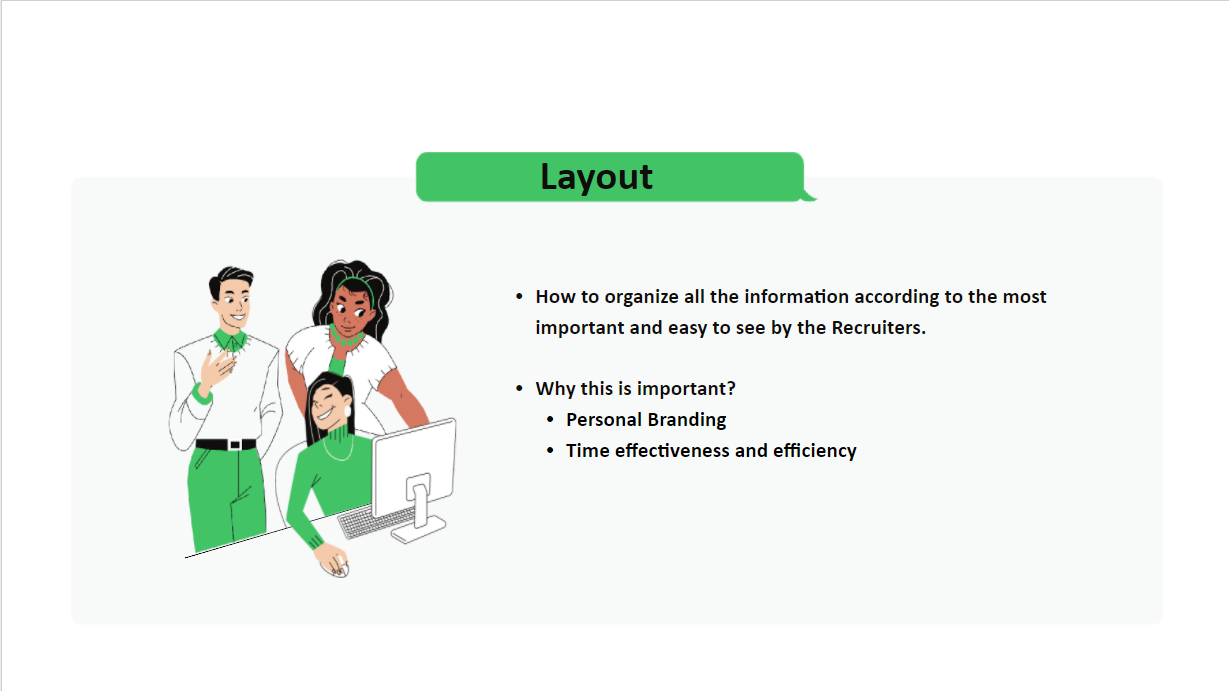 Layout
• How to organize all the information according to the most
important and easy to see by the Recruiters.
• Why this is important?
• Personal Branding
• Time effectiveness and efficiency